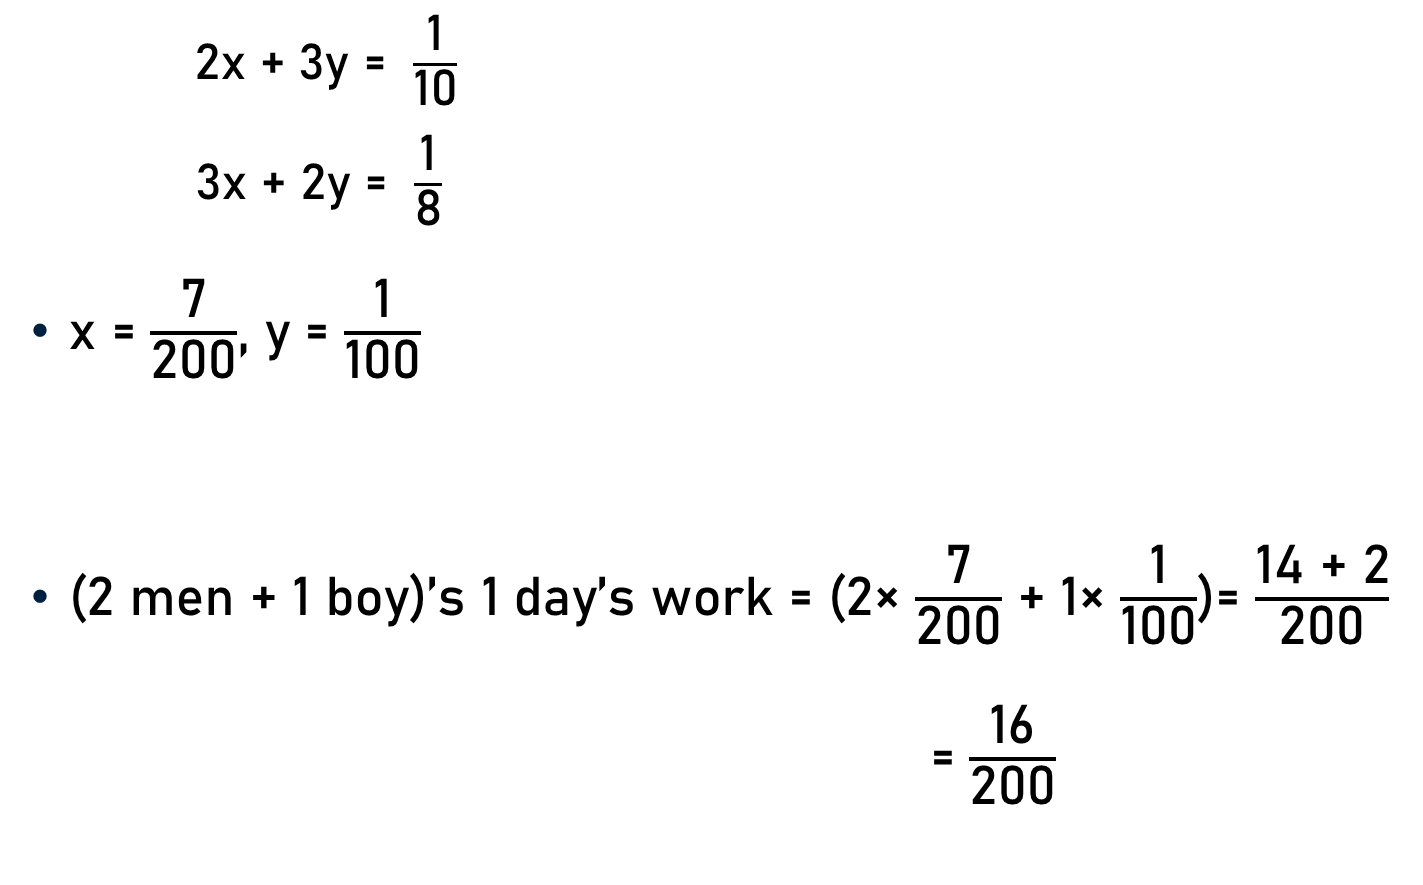 2x + 3y = 1/10
3x + 2y = 1/8
• x = 7/200, y = 1/100
• (2 men + 1 boy)’s 1 day’s work = (2× 7/200 + 1× 1/100)= 14 + 2/200
= 16/200